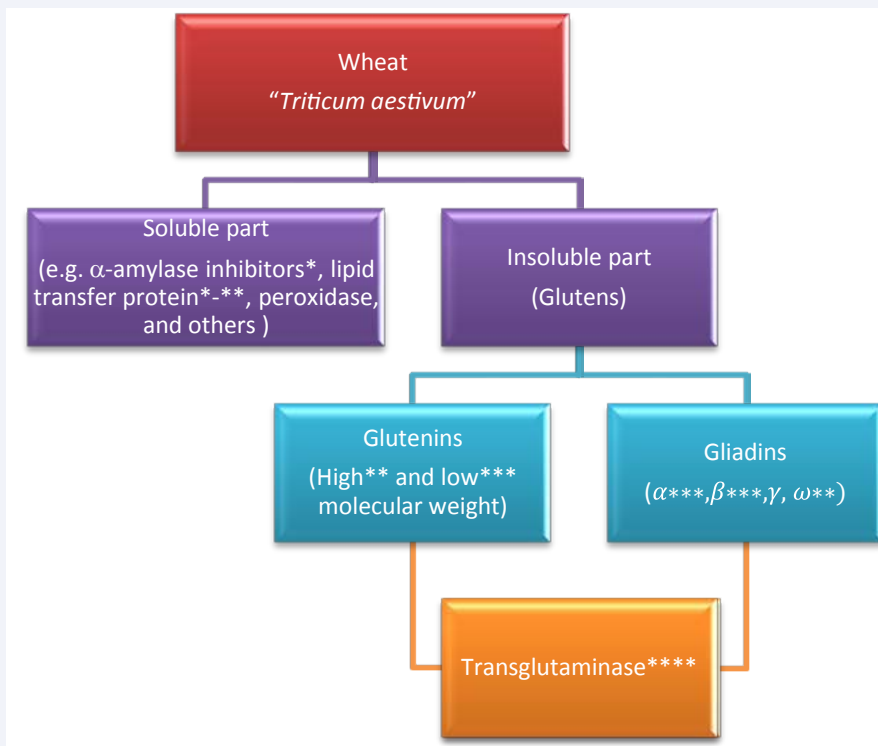 Wheat
“Triticum aestivum”
Soluble part
(e.g. α-amylase inhibitors*, lipid
transfer protein*-**, peroxidase,
and others )
Insoluble part
(Glutens)
Glutenins
(High** and low***
molecular weight)
Gliadins
(α***,β***,γ, ω**)
Transglutaminase****